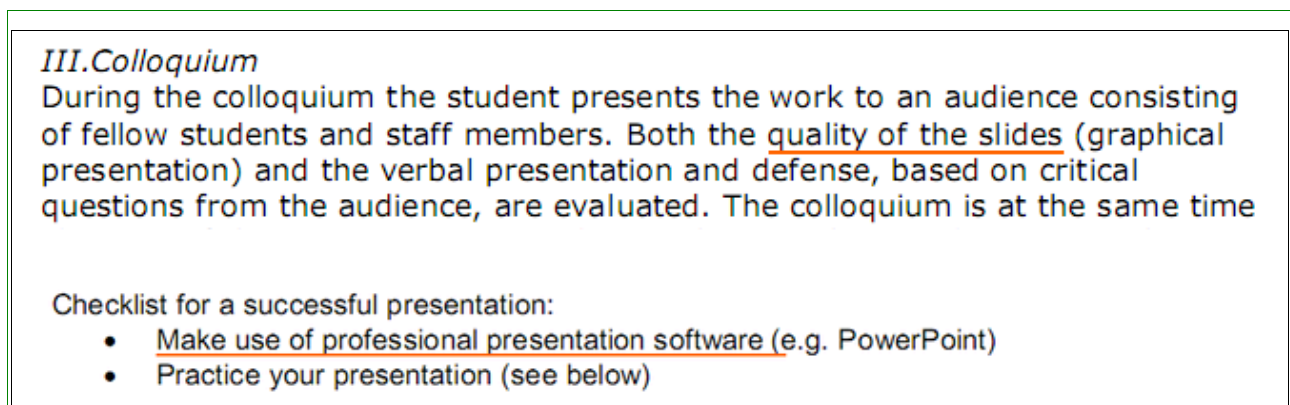 III.Colloquium
During the colloquium the student presents the work to an audience consisting
of fellow students and staff members. Both the quality of the slides (graphical
presentation) and the verbal presentation and defense, based on critical
questions from the audience, are evaluated. The colloquium is at the same time
Checklist for a successful presentation:
• Make use of professional presentation software (e.g. PowerPoint)
• Practice your presentation (see below)